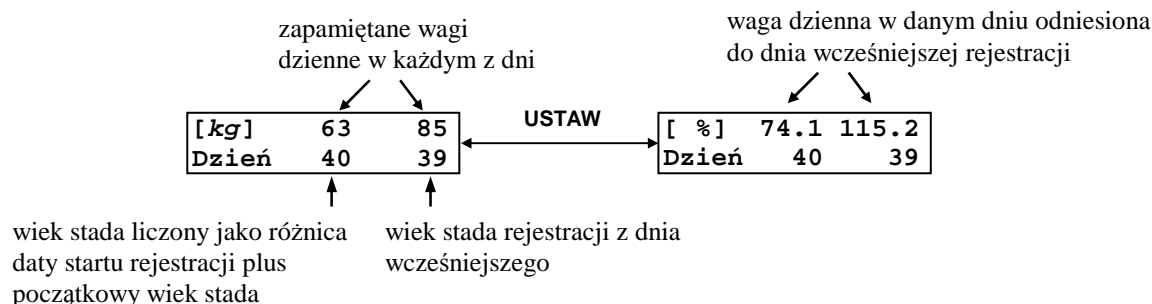 zapamiętane wagi
dzienne w każdym z dni
waga dzienna w danym dniu odniesiona
do dnia wcześniejszej rejestracji
[kg] 63 85
Dzień 40 39
USTAW
[ %] 74.1 115.2
Dzień 40 39
wiek stada liczony jako różnica
daty startu rejestracji plus
początkowy wiek stada
wiek stada rejestracji z dnia
wcześniejszego